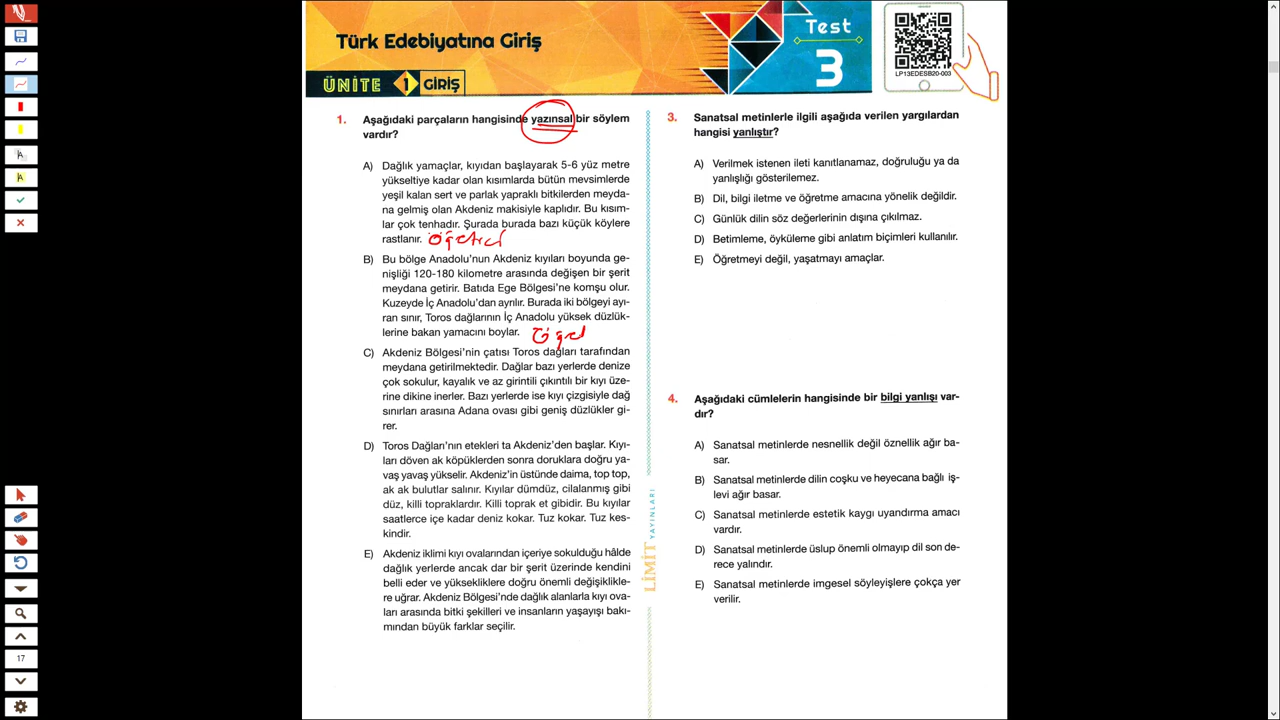 Türk Edebiyatına Giriş
Test
3
LP13EDESB20-003
ÜNİTE 1 GİRİŞ
1. Aşağıdaki parçaların hangisinde yazınsal bir söylem
vardır?
A) Dağlık yamaçlar, kıyıdan başlayarak 5-6 yüz metre
yükseltiye kadar olan kısımlarda bütün mevsimlerde
yeşil kalan sert ve parlak yapraklı bitkilerden meyda-
na gelmiş olan Akdeniz makisiyle kaplıdır. Bu kısım-
lar çok tenhadır. Şurada burada bazı küçük köylere
rastlanır.
B) Bu bölge Anadolu'nun Akdeniz kıyıları boyunda ge-
nişliği 120-180 kilometre arasında değişen bir şerit
meydana getirir. Batıda Ege Bölgesi'ne komşu olur.
Kuzeyde İç Anadolu'dan ayrılır. Burada iki bölgeyi ayı-
ran sınır, Toros dağlarının İç Anadolu yüksek düzlük-
lerine bakan yamacını boylar.
C) Akdeniz Bölgesi'nin çatısı Toros dağları tarafından
meydana getirilmektedir. Dağlar bazı yerlerde denize
çok sokulur, kayalık ve az girintili çıkıntılı bir kıyı üze-
rine dikine inerler. Bazı yerlerde ise kıyı çizgisiyle dağ
sınırları arasına Adana ovası gibi geniş düzlükler gi-
rer.
D) Toros Dağları'nın etekleri ta Akdeniz'den başlar. Kıyı-
ları döven ak köpüklerden sonra doruklara doğru ya-
vaş yavaş yükselir. Akdeniz'in üstünde daima, top top,
ak ak bulutlar salınır. Kıyılar dümdüz, cilalanmış gibi
düz, killi topraklardır. Killi toprak et gibidir. Bu kıyılar
saatlerce içe kadar deniz kokar. Tuz kokar. Tuz kes-
kindir.
E) Akdeniz iklimi kıyı ovalarından içeriye sokulduğu hâlde
dağlık yerlerde ancak dar bir şerit üzerinde kendini
belli eder ve yüksekliklere doğru önemli değişiklikle-
re uğrar. Akdeniz Bölgesi'nde dağlık alanlarla kıyı ova-
ları arasında bitki şekilleri ve insanların yaşayışı bakı-
mından büyük farklar seçilir.
LİMİT YAYINLARI
3. Sanatsal metinlerle ilgili aşağıda verilen yargılardan
hangisi yanlıştır?
A) Verilmek istenen ileti kanıtlanamaz, doğruluğu ya da
yanlışlığı gösterilemez.
B) Dil, bilgi iletme ve öğretme amacına yönelik değildir.
C) Günlük dilin söz değerlerinin dışına çıkılmaz.
D) Betimleme, öyküleme gibi anlatım biçimleri kullanılır.
E) Öğretmeyi değil, yaşatmayı amaçlar.
4. Aşağıdaki cümlelerin hangisinde bir bilgi yanlışı var-
dır?
A) Sanatsal metinlerde nesnellik değil öznellik ağır ba-
sar.
B) Sanatsal metinlerde dilin coşku ve heyecana bağlı iş-
levi ağır basar.
C) Sanatsal metinlerde estetik kaygı uyandırma amacı
vardır.
D) Sanatsal metinlerde üslup önemli olmayıp dil son de-
rece yalındır.
E) Sanatsal metinlerde imgesel söyleyişlere çokça yer
verilir.
17